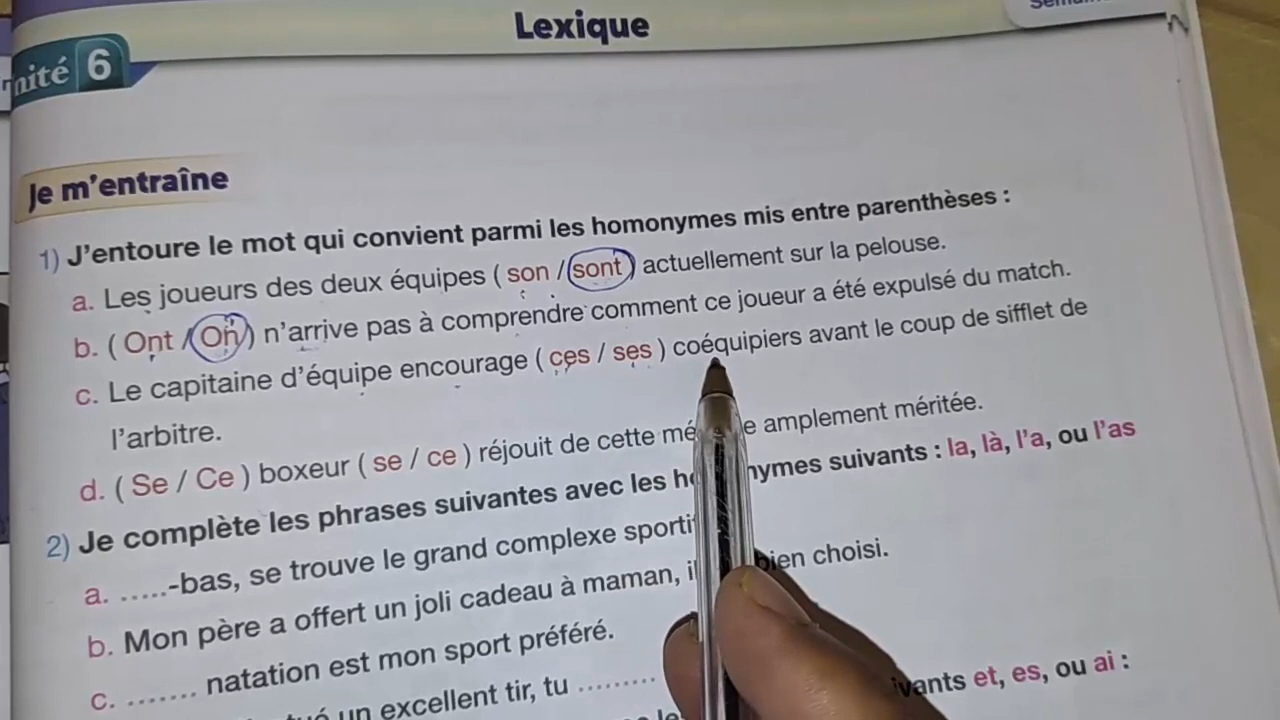 Lexique
nité 6
Je m'entraîne
1) J'entoure le mot qui convient parmi les homonymes mis entre parenthèses :
a. Les joueurs des deux équipes ( son / sont ) actuellement sur la pelouse.
b. ( Ont / On ) n'arrive pas à comprendre comment ce joueur a été expulsé du match.
c. Le capitaine d'équipe encourage ( ces / ses ) coéquipiers avant le coup de sifflet de
l'arbitre.
d. ( Se / Ce ) boxeur ( se / ce ) réjouit de cette mé e amplement méritée.
2) Je complète les phrases suivantes avec les ho nymes suivants : la, là, l'a, ou l'as
a. .....-bas, se trouve le grand complexe sporti
b. Mon père a offert un joli cadeau à maman, i bien choisi.
c. ........ natation est mon sport préféré.
un excellent tir, tu .........
vants et, es, ou ai :